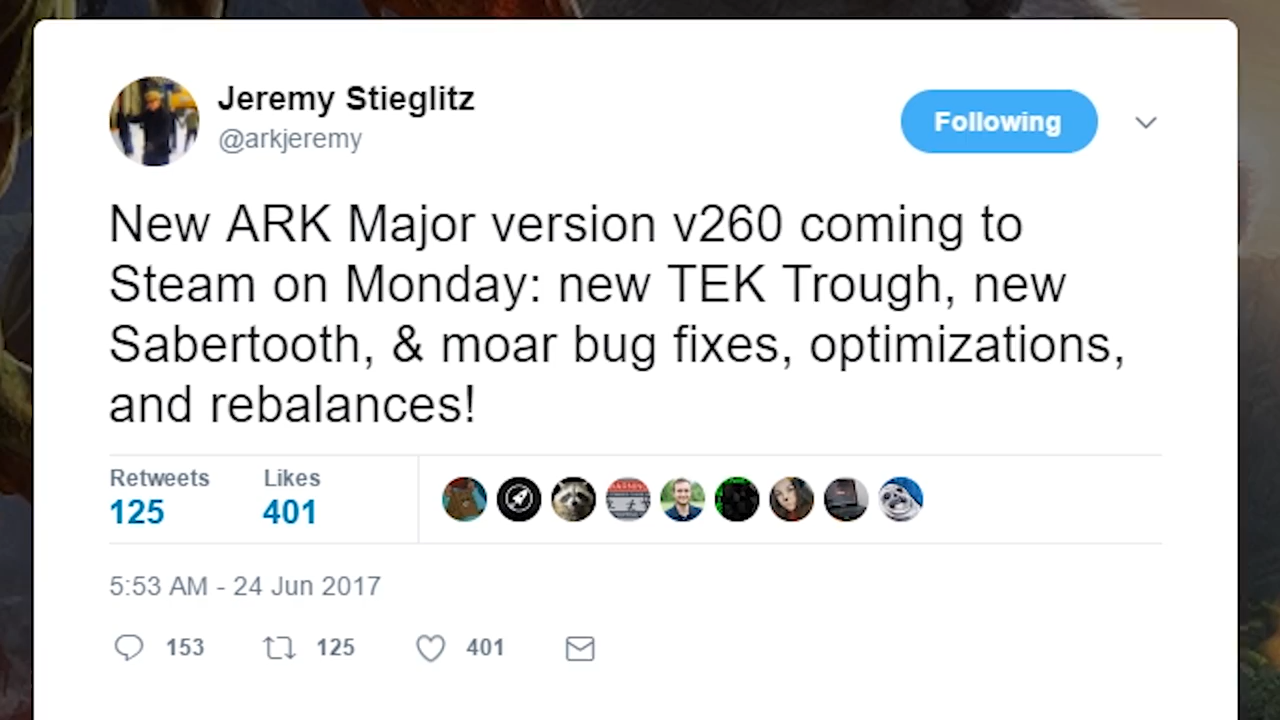 Jeremy Stieglitz
@arkjeremy
Following
New ARK Major version v260 coming to
Steam on Monday: new TEK Trough, new
Sabertooth, & moar bug fixes, optimizations,
and rebalances!
Retweets Likes
125 401
5:53 AM - 24 Jun 2017
153 125 401